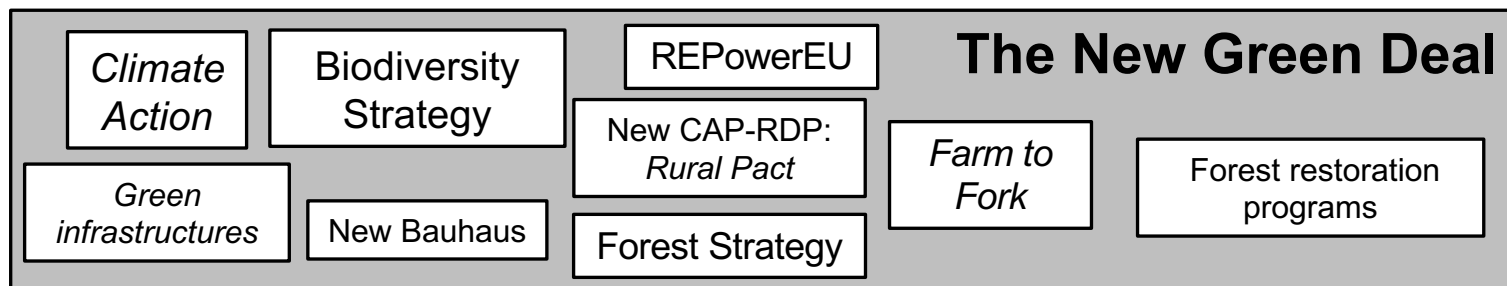 The New Green Deal
Climate
Action
Biodiversity
Strategy
REPowerEU
New CAP-RDP:
Rural Pact
Farm to
Fork
Forest restoration
programs
Green
infrastructures
New Bauhaus
Forest Strategy